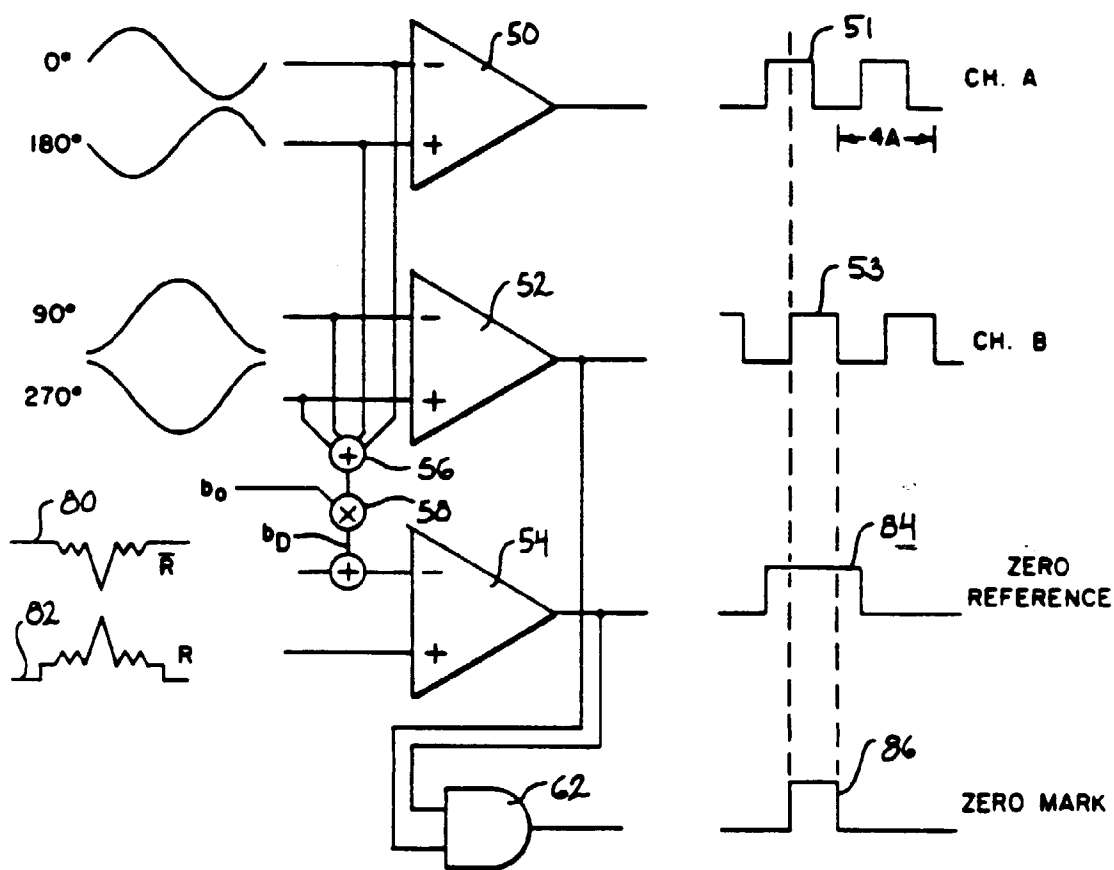 0°
50
51
CH. A
−
180°
+
4A
90°
52
53
−
CH. B
270°
+
+
56
b₀
×
58
80
R̅
b_D
54
84
+
−
ZERO
REFERENCE
82
R
+
86
62
ZERO MARK